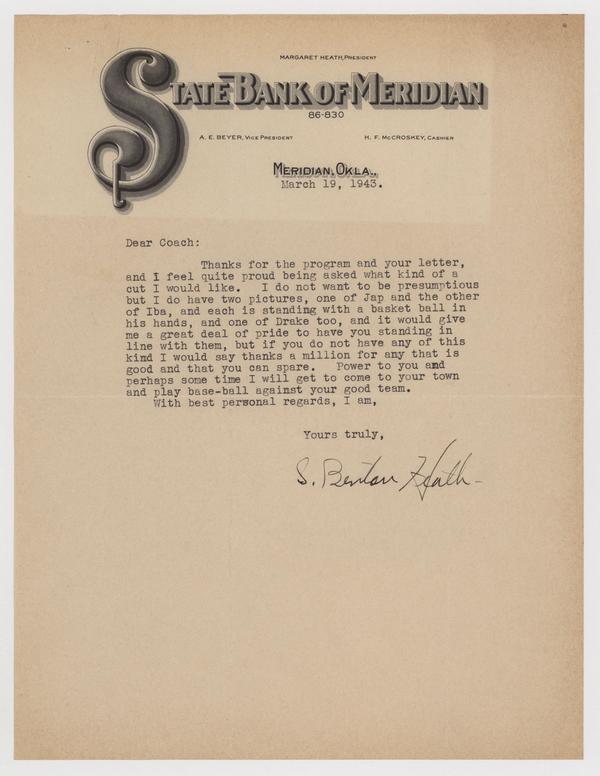 MARGARET HEATH, PRESIDENT
STATE BANK OF MERIDIAN
86-830
A. E. BEYER, VICE PRESIDENT H. F. McCROSKEY, CASHIER
MERIDIAN, OKLA.,
March 19, 1943.
Dear Coach:
Thanks for the program and your letter,
and I feel quite proud being asked what kind of a
cut I would like. I do not want to be presumptious
but I do have two pictures, one of Jap and the other
of Iba, and each is standing with a basket ball in
his hands, and one of Drake too, and it would give
me a great deal of pride to have you standing in
line with them, but if you do not have any of this
kind I would say thanks a million for any that is
good and that you can spare. Power to you and
perhaps some time I will get to come to your town
and play base-ball against your good team.
With best personal regards, I am,
Yours truly,
S. Benton Heath